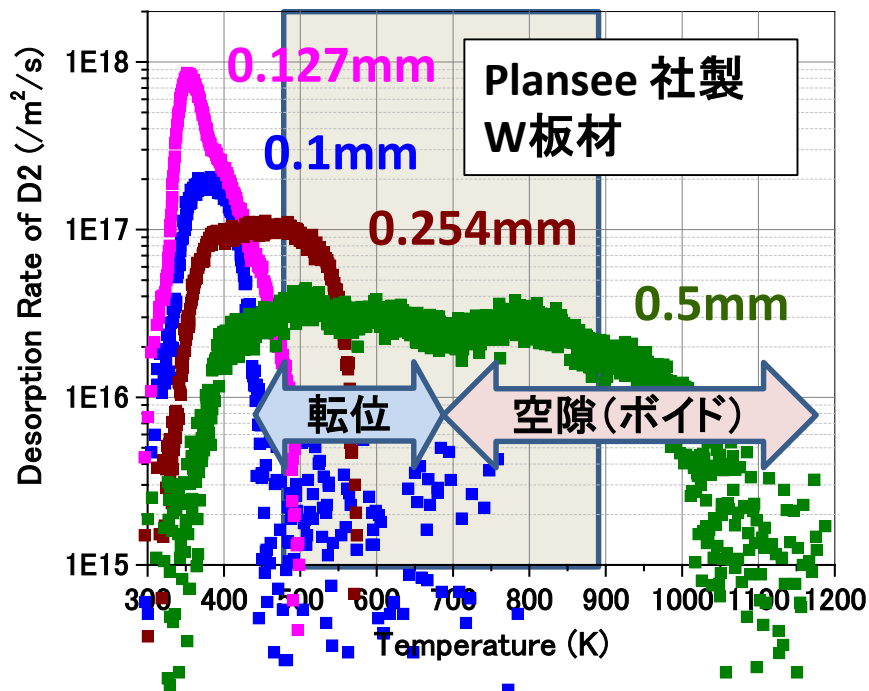 Desorption Rate of D2 (/m²/s)
1E18
1E17
1E16
1E15
0.127mm
0.1mm
0.254mm
0.5mm
Plansee 社製
W板材
転位
空隙(ボイド)
300 400 500 600 700 800 900 1000 1100 1200
Temperature (K)